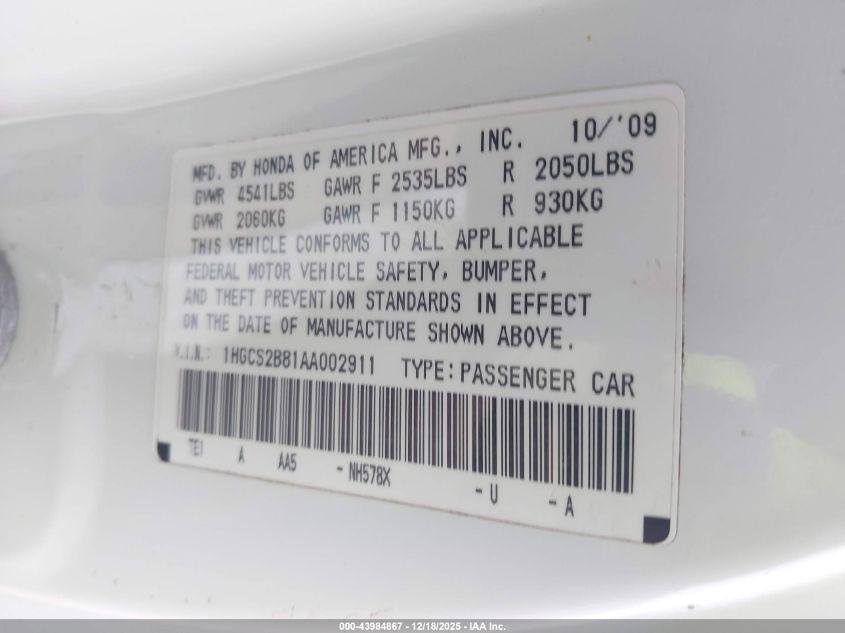 MFD. BY HONDA OF AMERICA MFG., INC. 10/'09
GVWR 4541LBS GAWR F 2535LBS R 2050LBS
GVWR 2060KG GAWR F 1150KG R 930KG
THIS VEHICLE CONFORMS TO ALL APPLICABLE
FEDERAL MOTOR VEHICLE SAFETY, BUMPER,
AND THEFT PREVENTION STANDARDS IN EFFECT
ON THE DATE OF MANUFACTURE SHOWN ABOVE.
V.I.N.: 1HGCS2B81AA002911 TYPE:PASSENGER CAR
TE1 A AA5 -NH578X -U -A
000-43984867 - 12/18/2025 - IAA Inc.